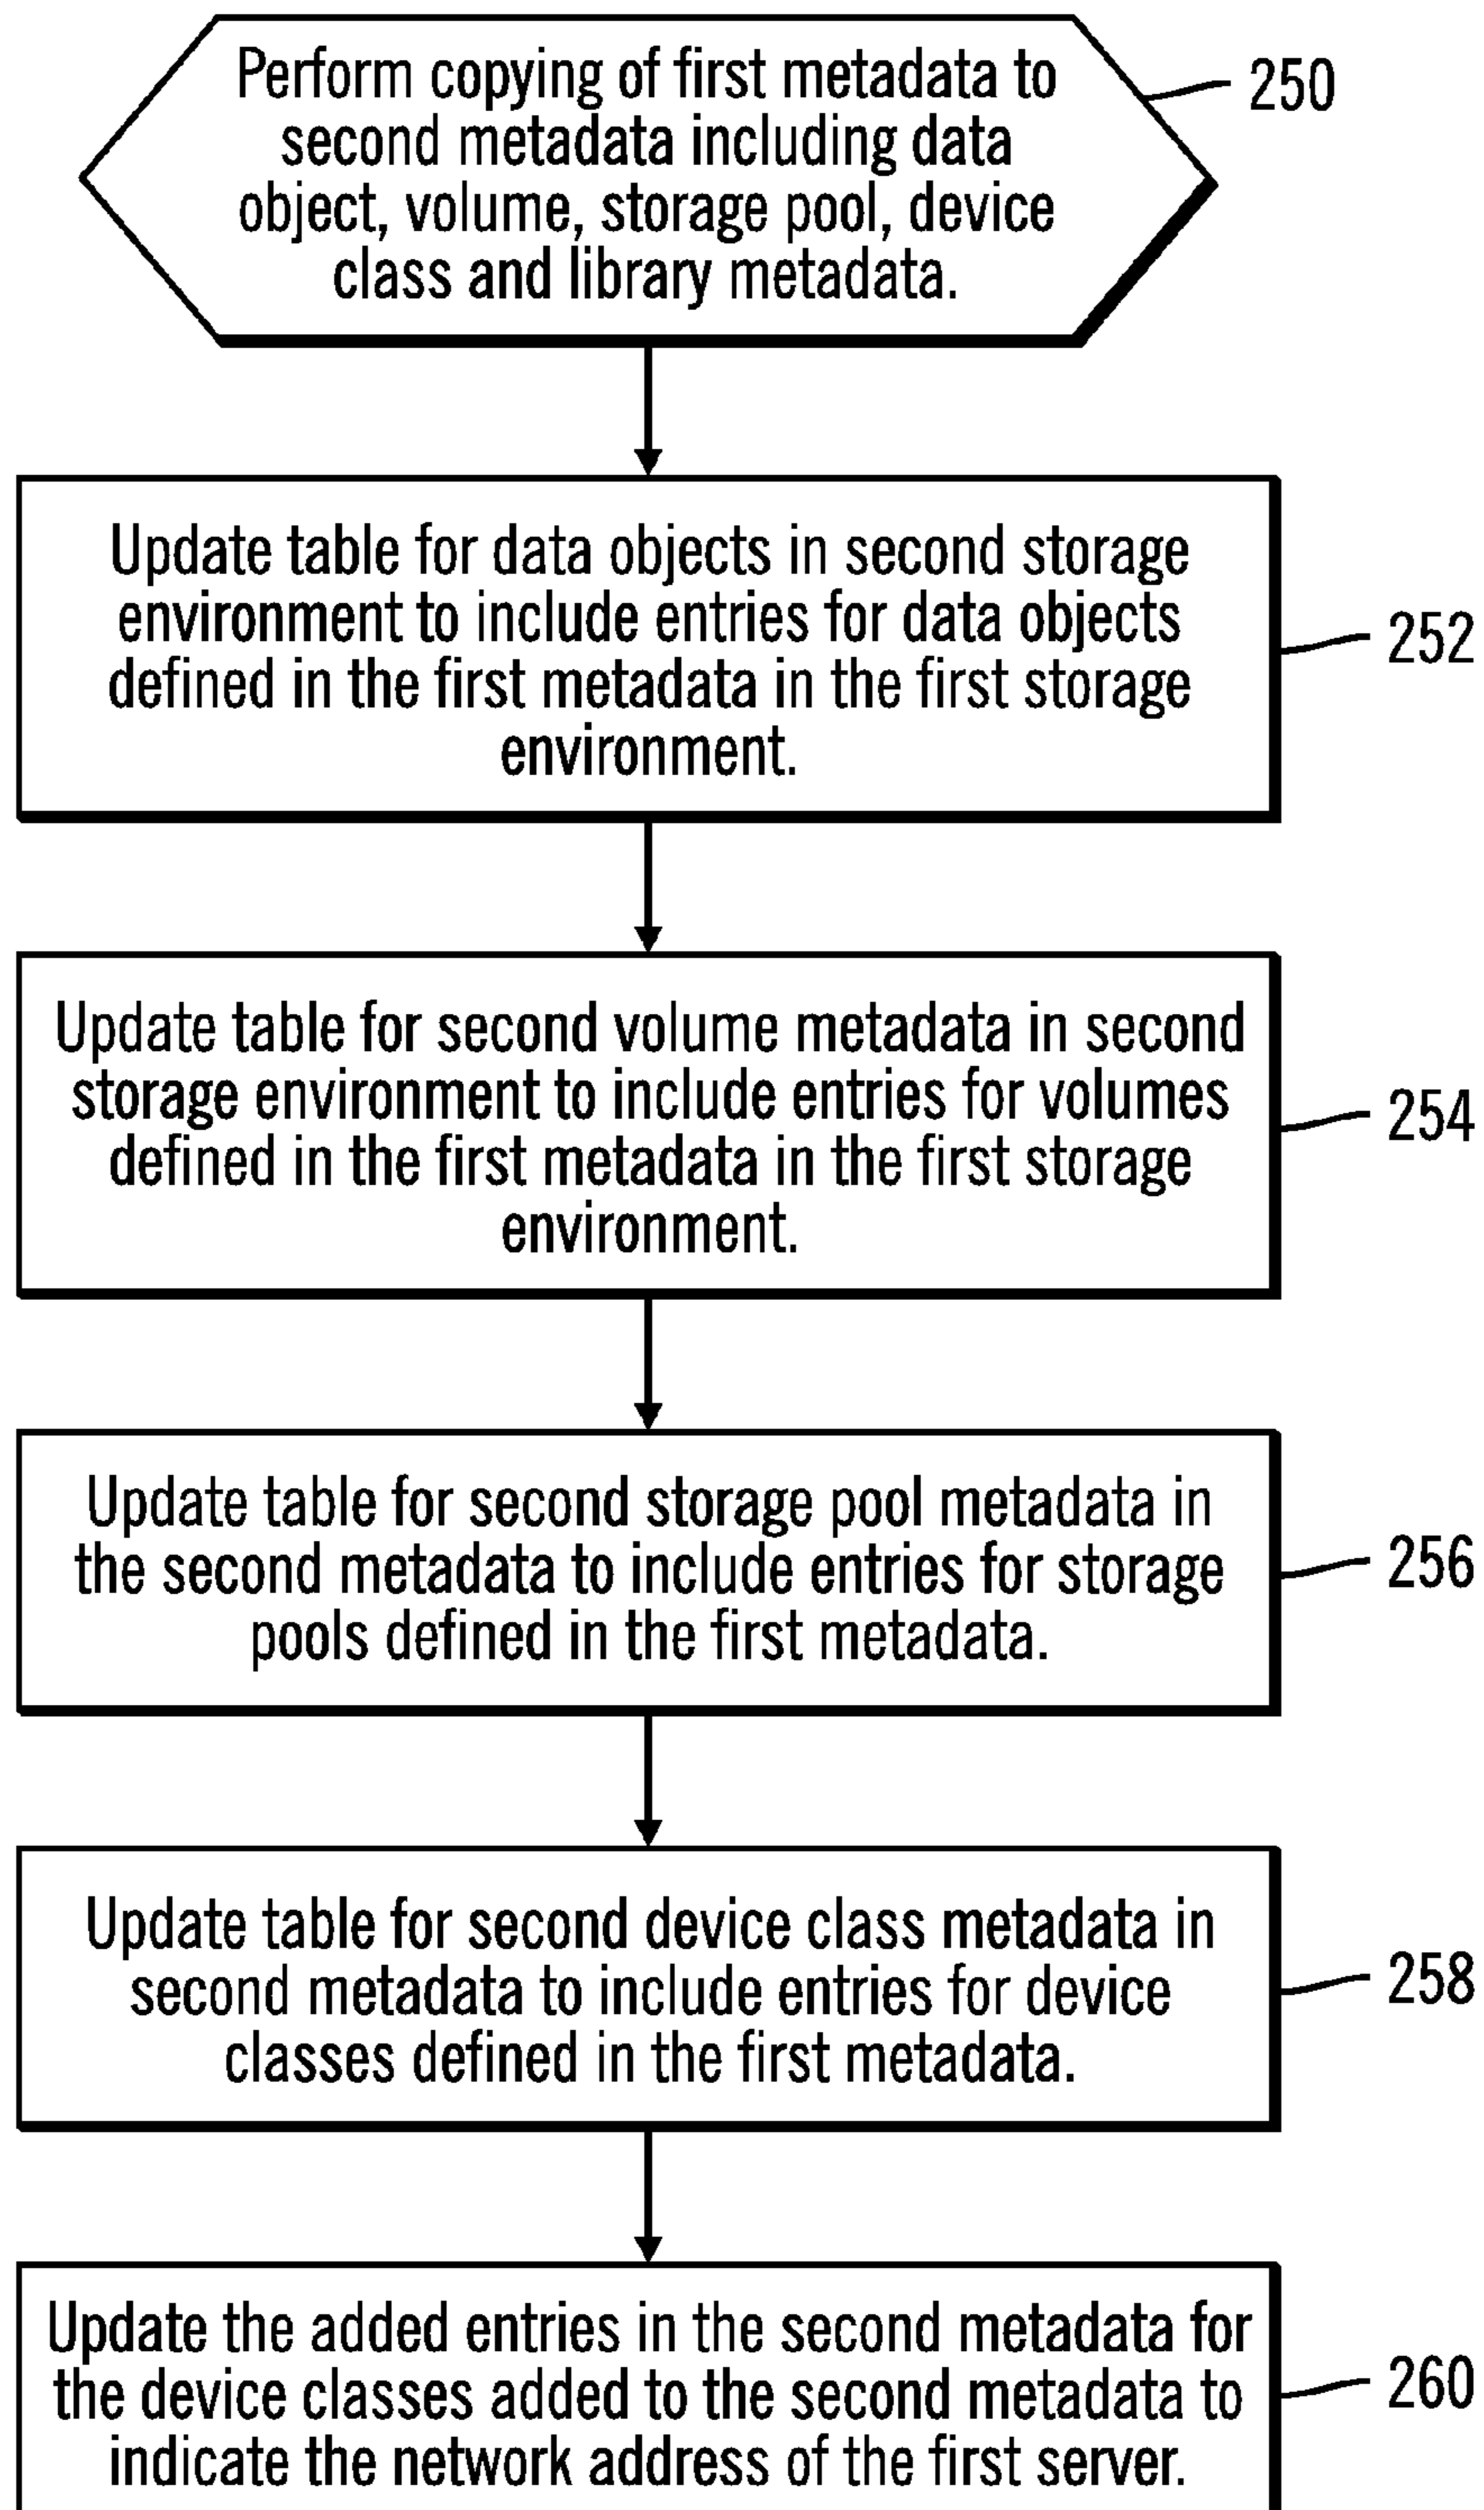 Perform copying of first metadata to
second metadata including data
object, volume, storage pool, device
class and library metadata.
250
Update table for data objects in second storage
environment to include entries for data objects
defined in the first metadata in the first storage
environment.
252
Update table for second volume metadata in second
storage environment to include entries for volumes
defined in the first metadata in the first storage
environment.
254
Update table for second storage pool metadata in
the second metadata to include entries for storage
pools defined in the first metadata.
256
Update table for second device class metadata in
second metadata to include entries for device
classes defined in the first metadata.
258
Update the added entries in the second metadata for
the device classes added to the second metadata to
indicate the network address of the first server.
260